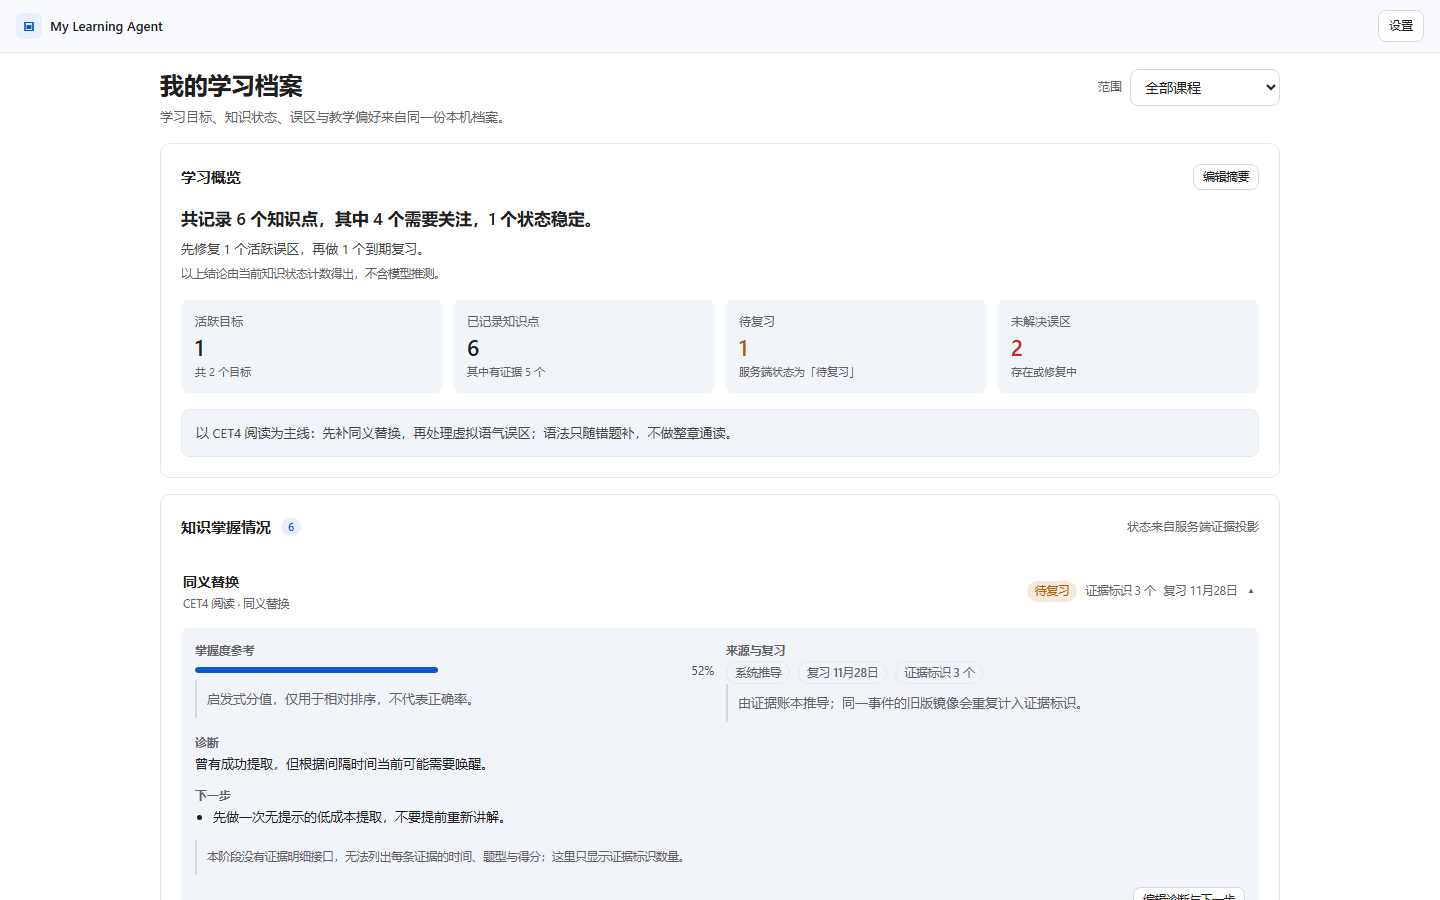 My Learning Agent
设置
我的学习档案
范围
全部课程
学习目标、知识状态、误区与教学偏好来自同一份本机档案。
学习概览
编辑摘要
共记录 6 个知识点，其中 4 个需要关注，1 个状态稳定。
先修复 1 个活跃误区，再做 1 个到期复习。
以上结论由当前知识状态计数得出，不含模型推测。
活跃目标
1
共 2 个目标
已记录知识点
6
其中有证据 5 个
待复习
1
服务端状态为「待复习」
未解决误区
2
存在或修复中
以 CET4 阅读为主线：先补同义替换，再处理虚拟语气误区；语法只随错题补，不做整章通读。
知识掌握情况
6
状态来自服务端证据投影
同义替换
CET4 阅读 · 同义替换
待复习
证据标识 3 个
复习 11月28日
掌握度参考
52%
启发式分值，仅用于相对排序，不代表正确率。
来源与复习
系统推导
复习 11月28日
证据标识 3 个
由证据账本推导；同一事件的旧版镜像会重复计入证据标识。
诊断
曾有成功提取，但根据间隔时间当前可能需要唤醒。
下一步
先做一次无提示的低成本提取，不要提前重新讲解。
本阶段没有证据明细接口，无法列出每条证据的时间、题型与得分；这里只显示证据标识数量。
编辑诊断与下一步